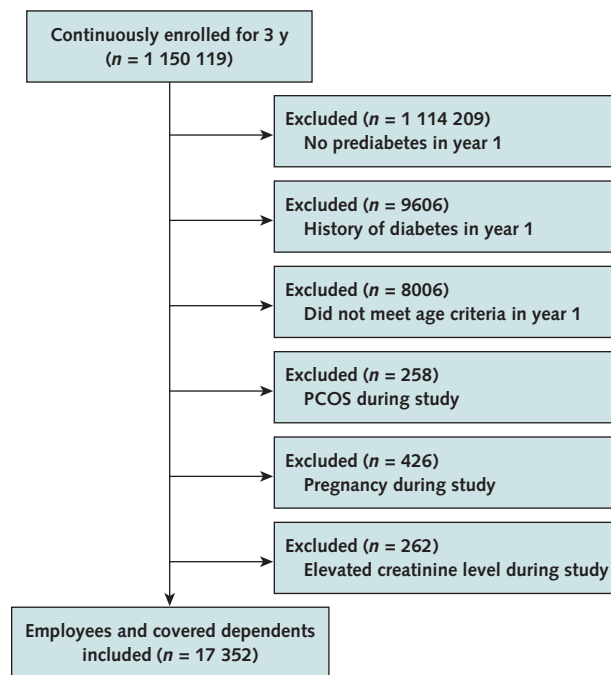 Continuously enrolled for 3 y
(n = 1 150 119)
Excluded (n = 1 114 209)
No prediabetes in year 1
Excluded (n = 9606)
History of diabetes in year 1
Excluded (n = 8006)
Did not meet age criteria in year 1
Excluded (n = 258)
PCOS during study
Excluded (n = 426)
Pregnancy during study
Excluded (n = 262)
Elevated creatinine level during study
Employees and covered dependents
included (n = 17 352)